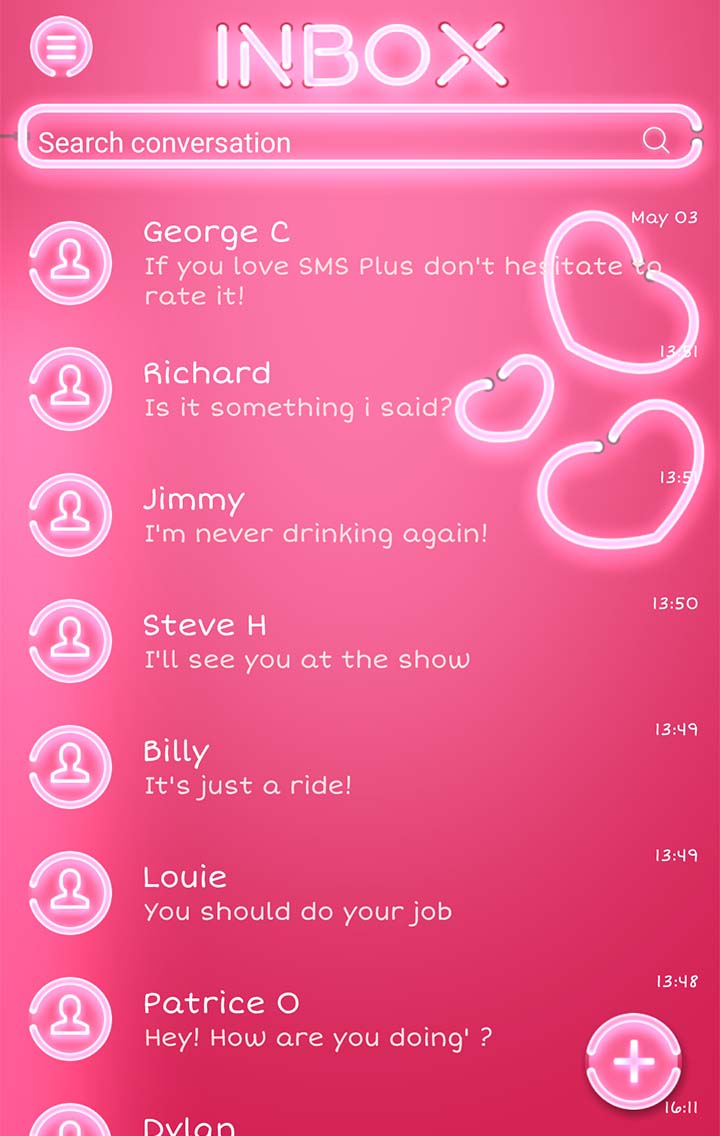 INBOX
Search conversation
May 03
George C
If you love SMS Plus don't hesitate to
rate it!
13:51
Richard
Is it something i said?
Jimmy
I'm never drinking again!
13:50
Steve H
I'll see you at the show
13:49
Billy
It's just a ride!
13:49
Louie
You should do your job
13:48
Patrice O
Hey! How are you doing' ?
16:11
Dylan